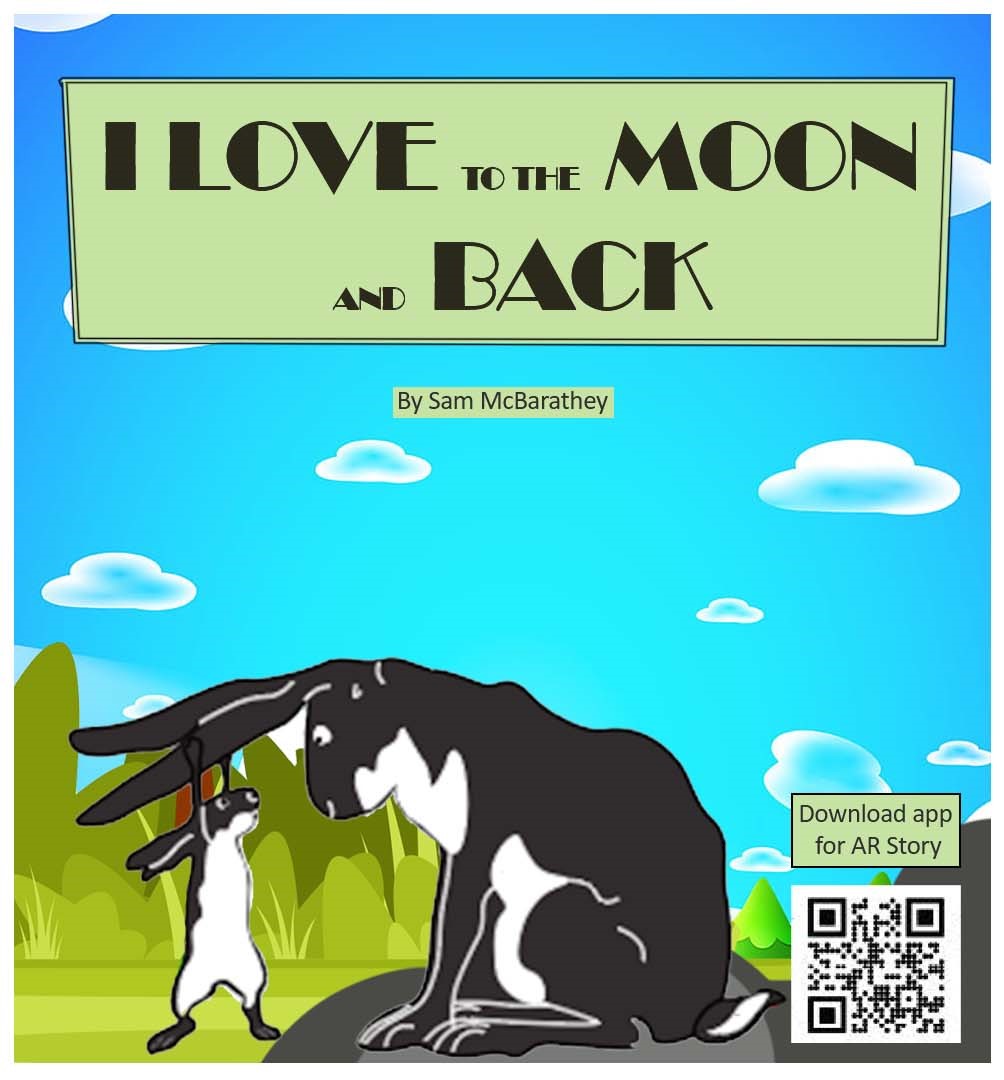 I LOVE TO THE MOON
AND BACK
By Sam McBarathey
Download app
for AR Story